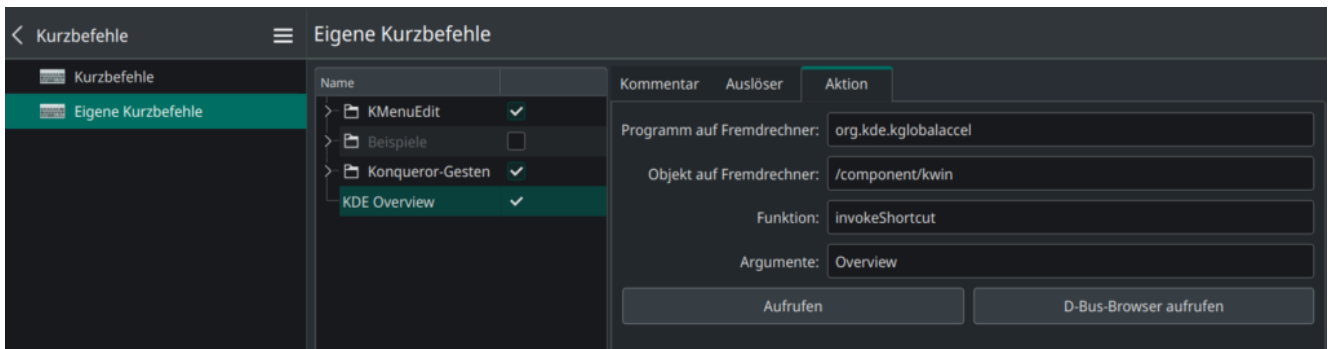 Kurzbefehle
Eigene Kurzbefehle
Kurzbefehle
Eigene Kurzbefehle
Name
KMenuEdit
Beispiele
Konqueror-Gesten
KDE Overview
Kommentar Auslöser Aktion
Programm auf Fremdrechner: org.kde.kglobalaccel
Objekt auf Fremdrechner: /component/kwin
Funktion: invokeShortcut
Argumente: Overview
Aufrufen D-Bus-Browser aufrufen